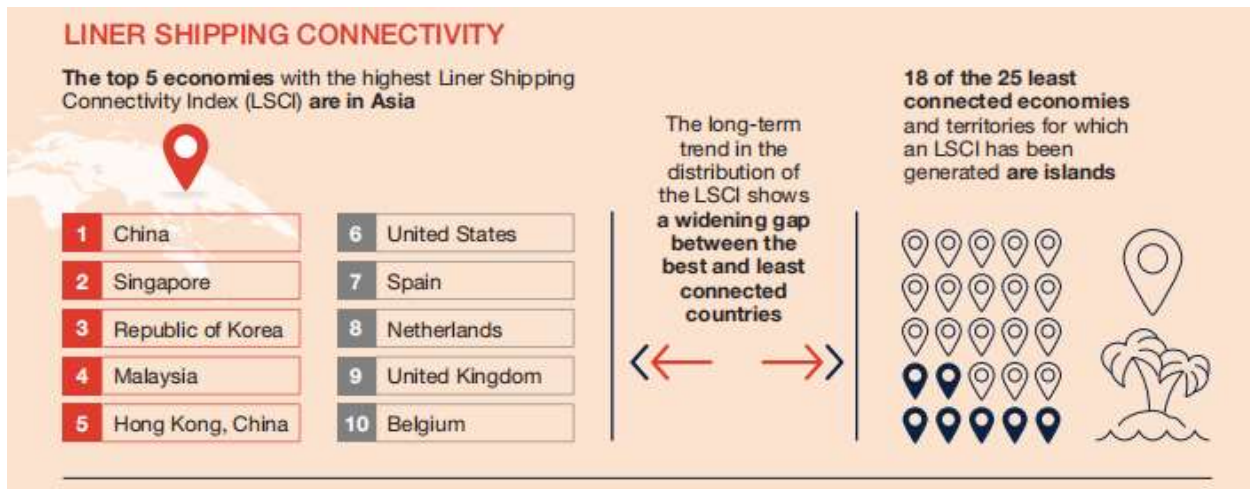 LINER SHIPPING CONNECTIVITY
The top 5 economies with the highest Liner Shipping
Connectivity Index (LSCI) are in Asia
1 China
2 Singapore
3 Republic of Korea
4 Malaysia
5 Hong Kong, China
6 United States
7 Spain
8 Netherlands
9 United Kingdom
10 Belgium
The long-term
trend in the
distribution of
the LSCI shows
a widening gap
between the
best and least
connected
countries
18 of the 25 least
connected economies
and territories for which
an LSCI has been
generated are islands